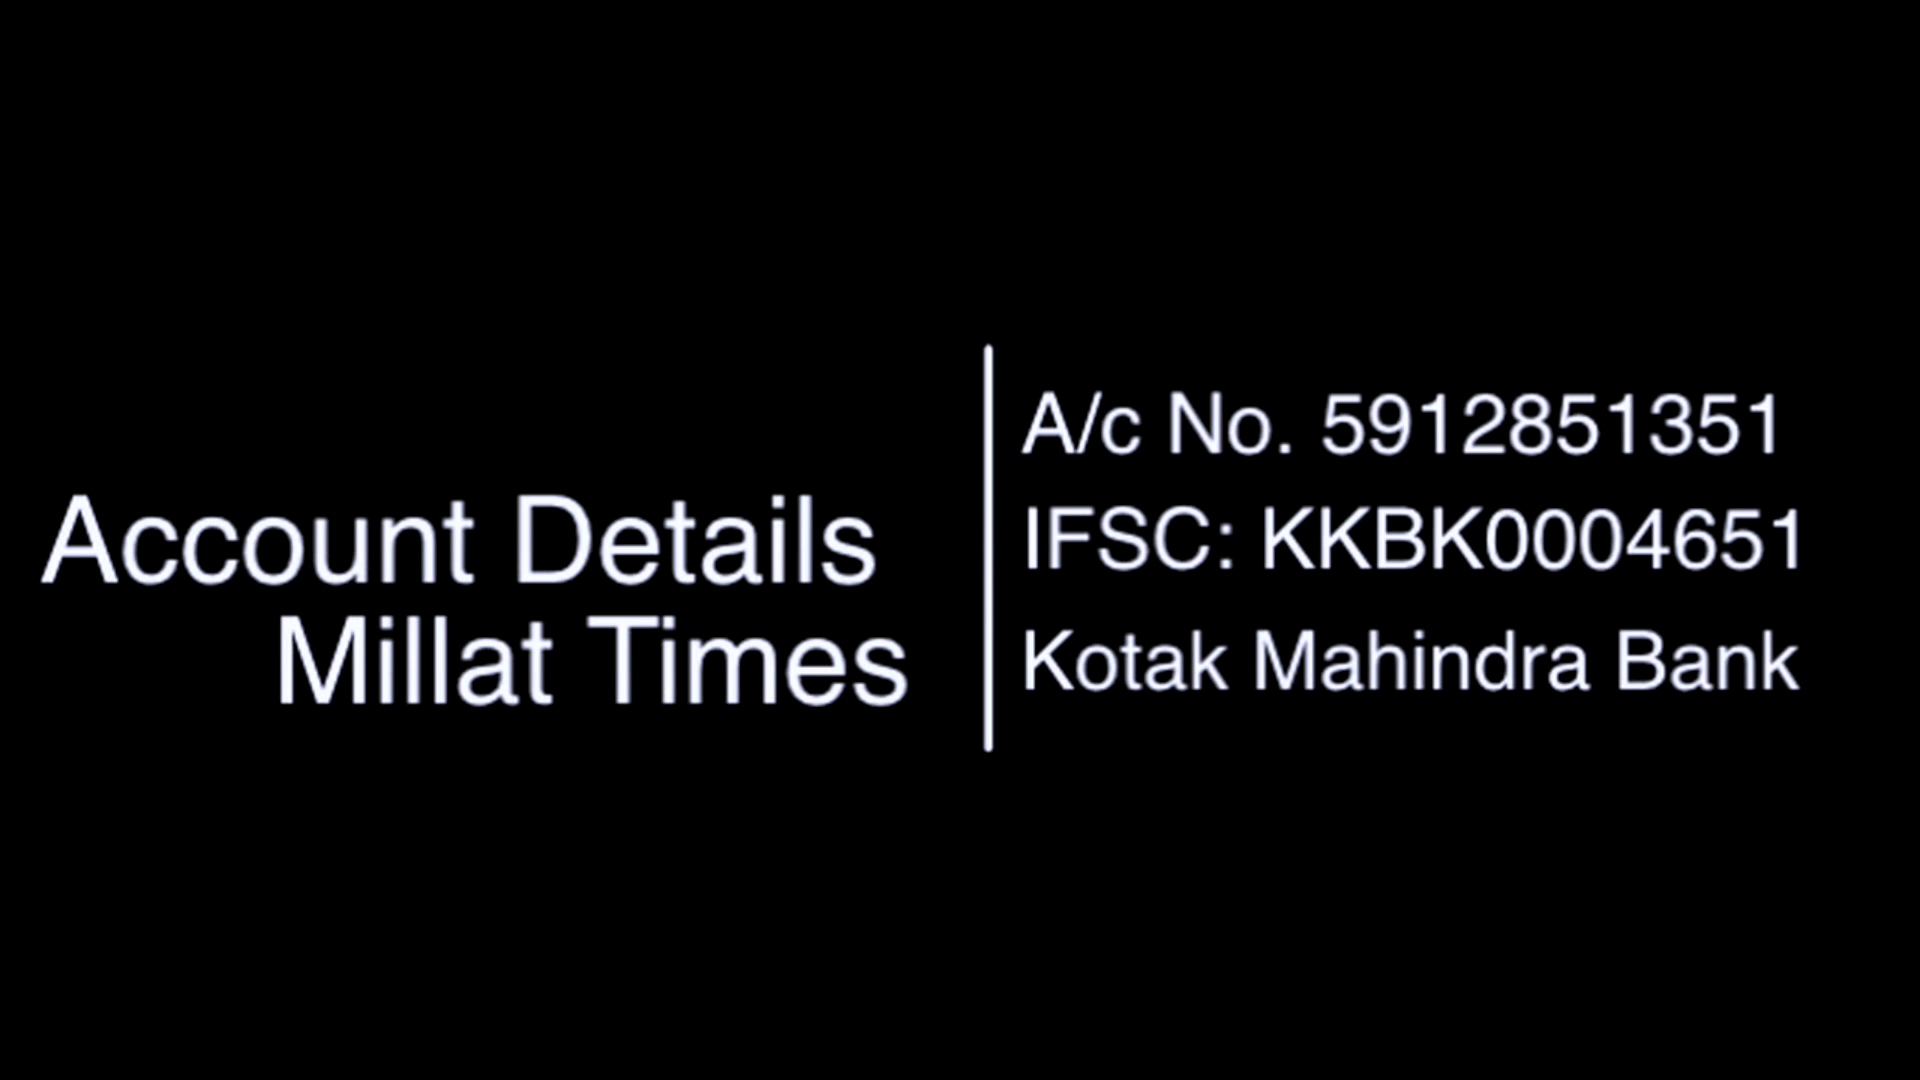 Account Details
Millat Times
A/c No. 5912851351
IFSC: KKBK0004651
Kotak Mahindra Bank